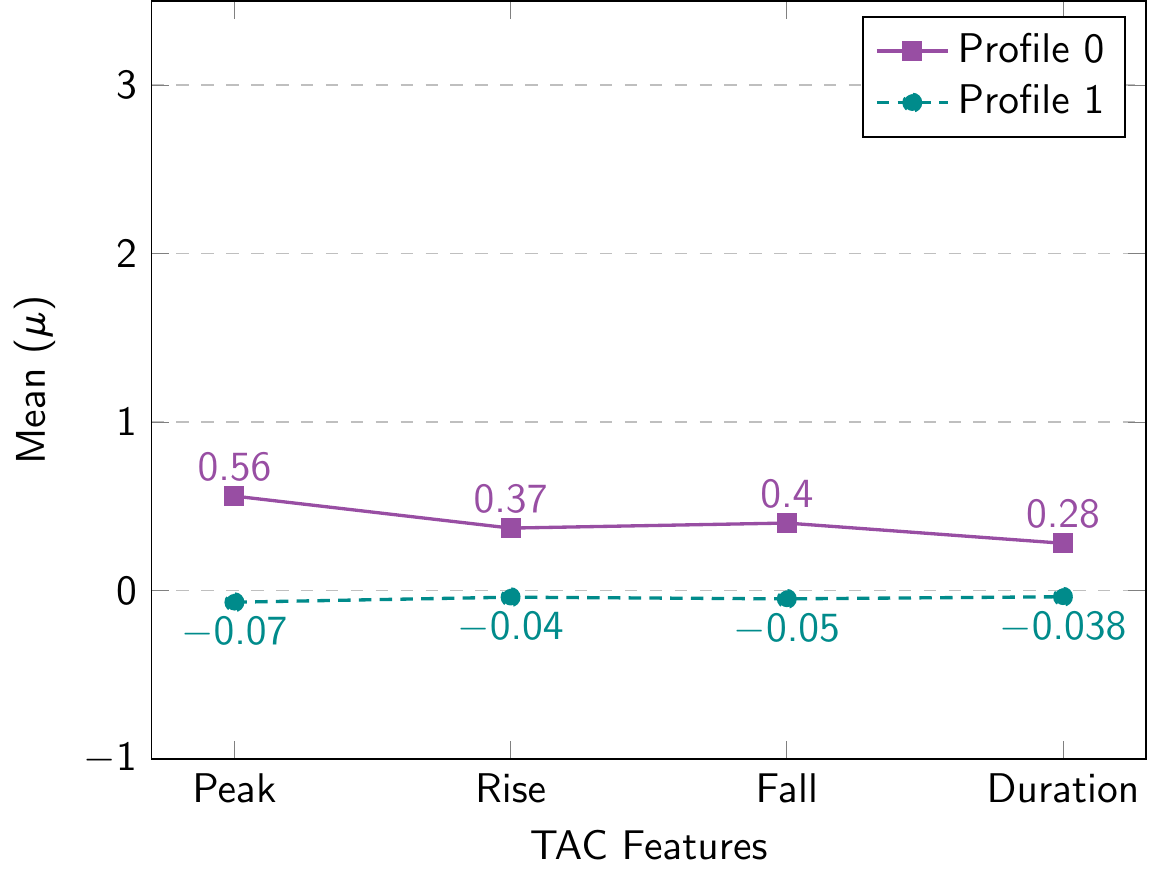 Profile 0
Profile 1
3
2
1
0
−1
Mean (μ)
0.56
0.37
0.4
0.28
−0.07
−0.04
−0.05
−0.038
Peak
Rise
Fall
Duration
TAC Features